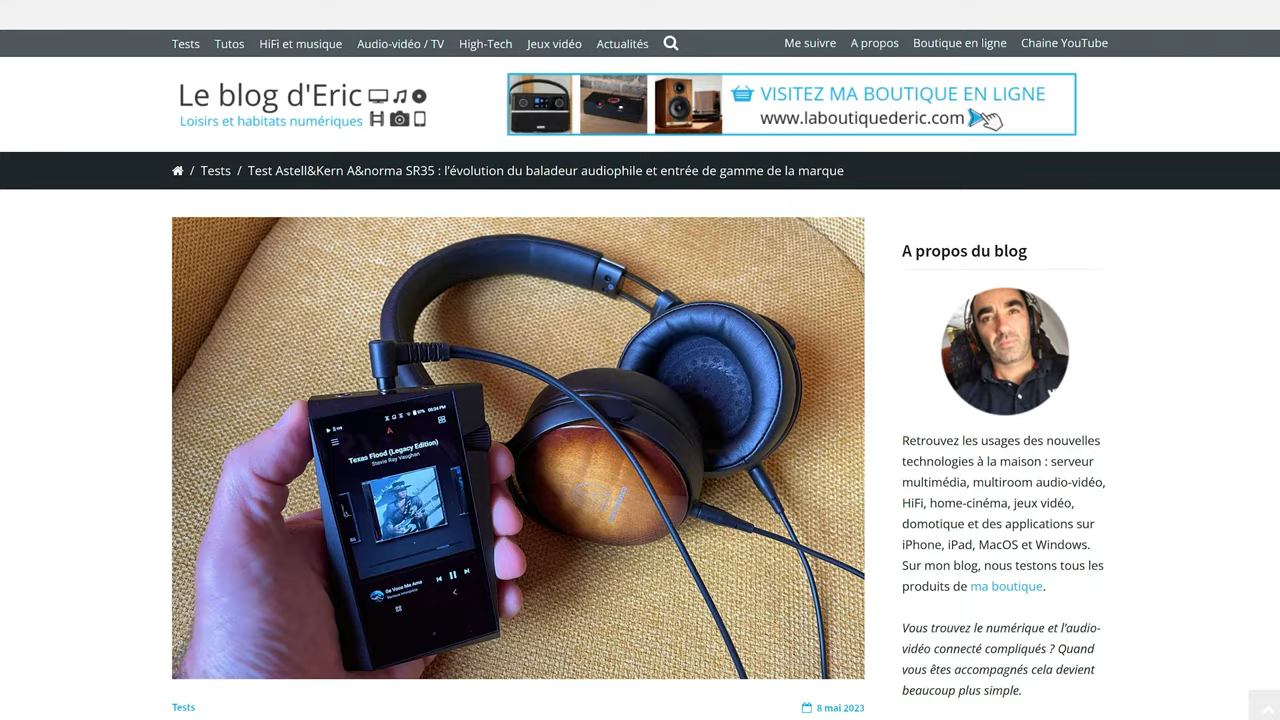 Tests Tutos HiFi et musique Audio-vidéo / TV High-Tech Jeux vidéo Actualités Me suivre A propos Boutique en ligne Chaine YouTube
Le blog d'Eric
Loisirs et habitats numériques
VISITEZ MA BOUTIQUE EN LIGNE
www.laboutiquederic.com
/ Tests / Test Astell&Kern A&norma SR35 : l’évolution du baladeur audiophile et entrée de gamme de la marque
Texas Flood (Legacy Edition)
Stevie Ray Vaughan
Se Vono Me Ama
A propos du blog
Retrouvez les usages des nouvelles
technologies à la maison : serveur
multimédia, multiroom audio-vidéo,
HiFi, home-cinéma, jeux vidéo,
domotique et des applications sur
iPhone, iPad, MacOS et Windows.
Sur mon blog, nous testons tous les
produits de ma boutique.
Vous trouvez le numérique et l’audio-
vidéo connecté compliqués ? Quand
vous êtes accompagnés cela devient
beaucoup plus simple.
Tests
8 mai 2023